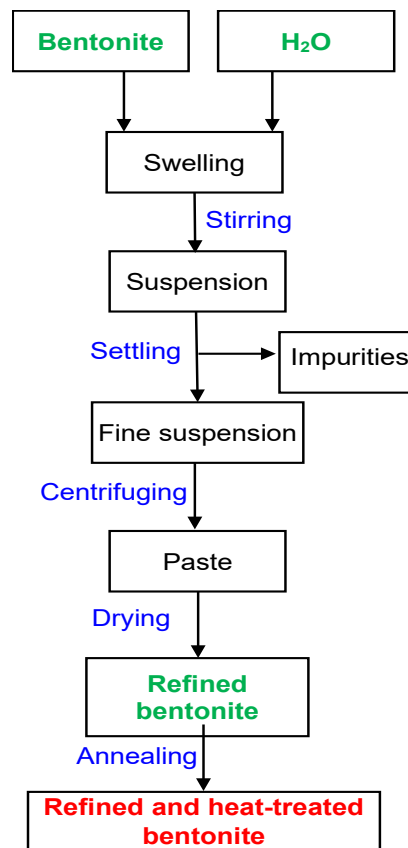 Bentonite
H₂O
Swelling
Stirring
Suspension
Settling
Impurities
Fine suspension
Centrifuging
Paste
Drying
Refined
bentonite
Annealing
Refined and heat-treated
bentonite